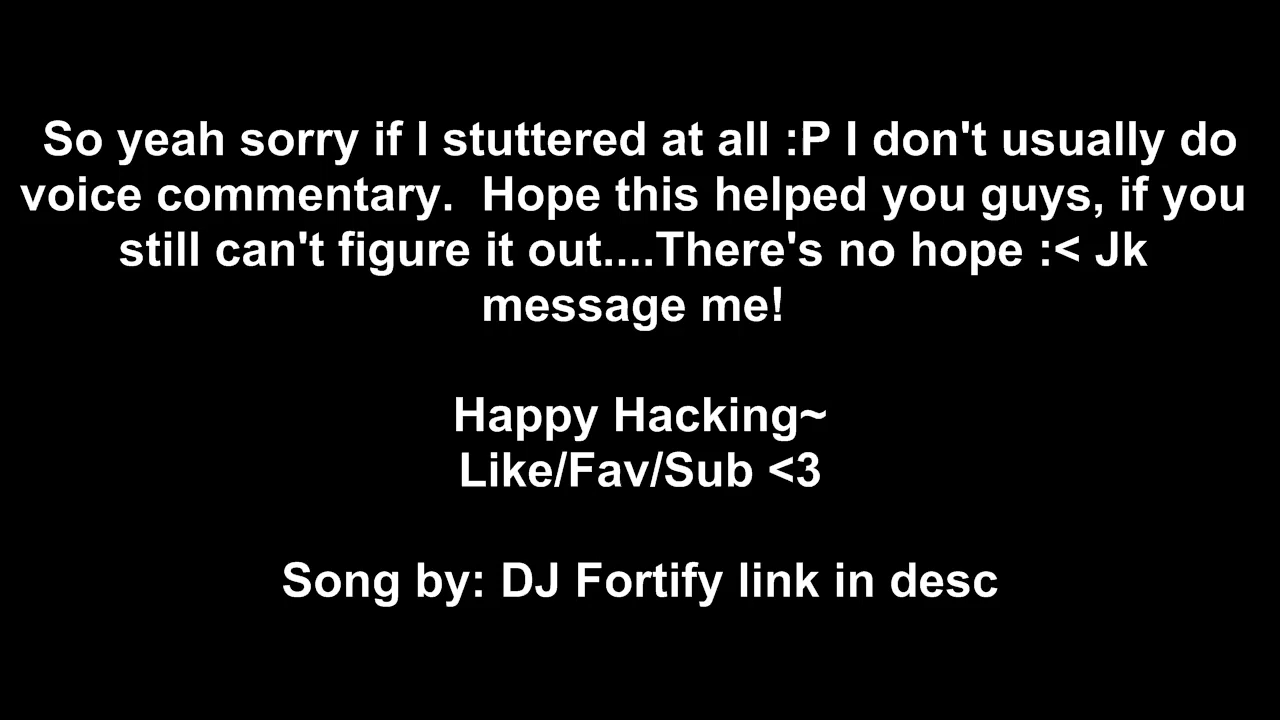 So yeah sorry if I stuttered at all :P I don't usually do
voice commentary.  Hope this helped you guys, if you
still can't figure it out....There's no hope :< Jk
message me!
Happy Hacking~
Like/Fav/Sub <3
Song by: DJ Fortify link in desc